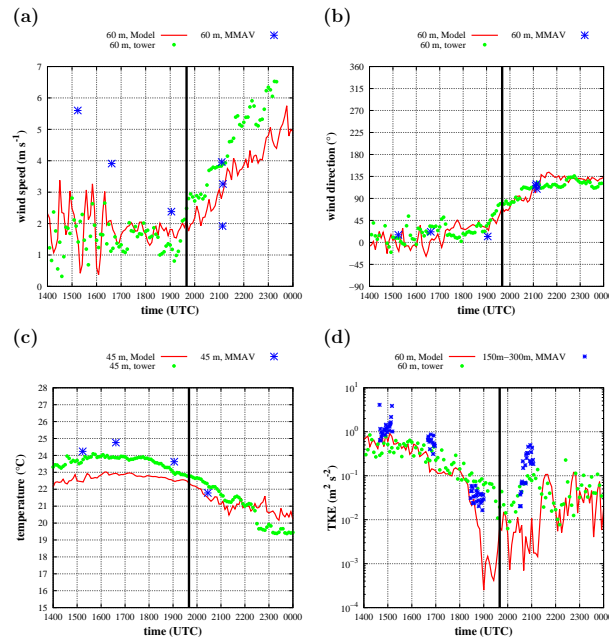 (a)
60 m, Model
60 m, MMAV
60 m, tower
7
6
5
4
3
2
1
0
wind speed (m s⁻¹)
1400 1500 1600 1700 1800 1900 2000 2100 2200 2300 0000
time (UTC)
(b)
60 m, Model
60 m, MMAV
60 m, tower
360
315
270
225
180
135
90
45
0
−45
−90
wind direction (°)
1400 1500 1600 1700 1800 1900 2000 2100 2200 2300 0000
time (UTC)
(c)
45 m, Model
45 m, MMAV
45 m, tower
28
27
26
25
24
23
22
21
20
19
18
17
16
15
temperature (°C)
1400 1500 1600 1700 1800 1900 2000 2100 2200 2300 0000
time (UTC)
(d)
60 m, Model
150m−300m, MMAV
60 m, tower
10¹
10⁰
10⁻¹
10⁻²
10⁻³
10⁻⁴
TKE (m² s⁻²)
1400 1500 1600 1700 1800 1900 2000 2100 2200 2300 0000
time (UTC)